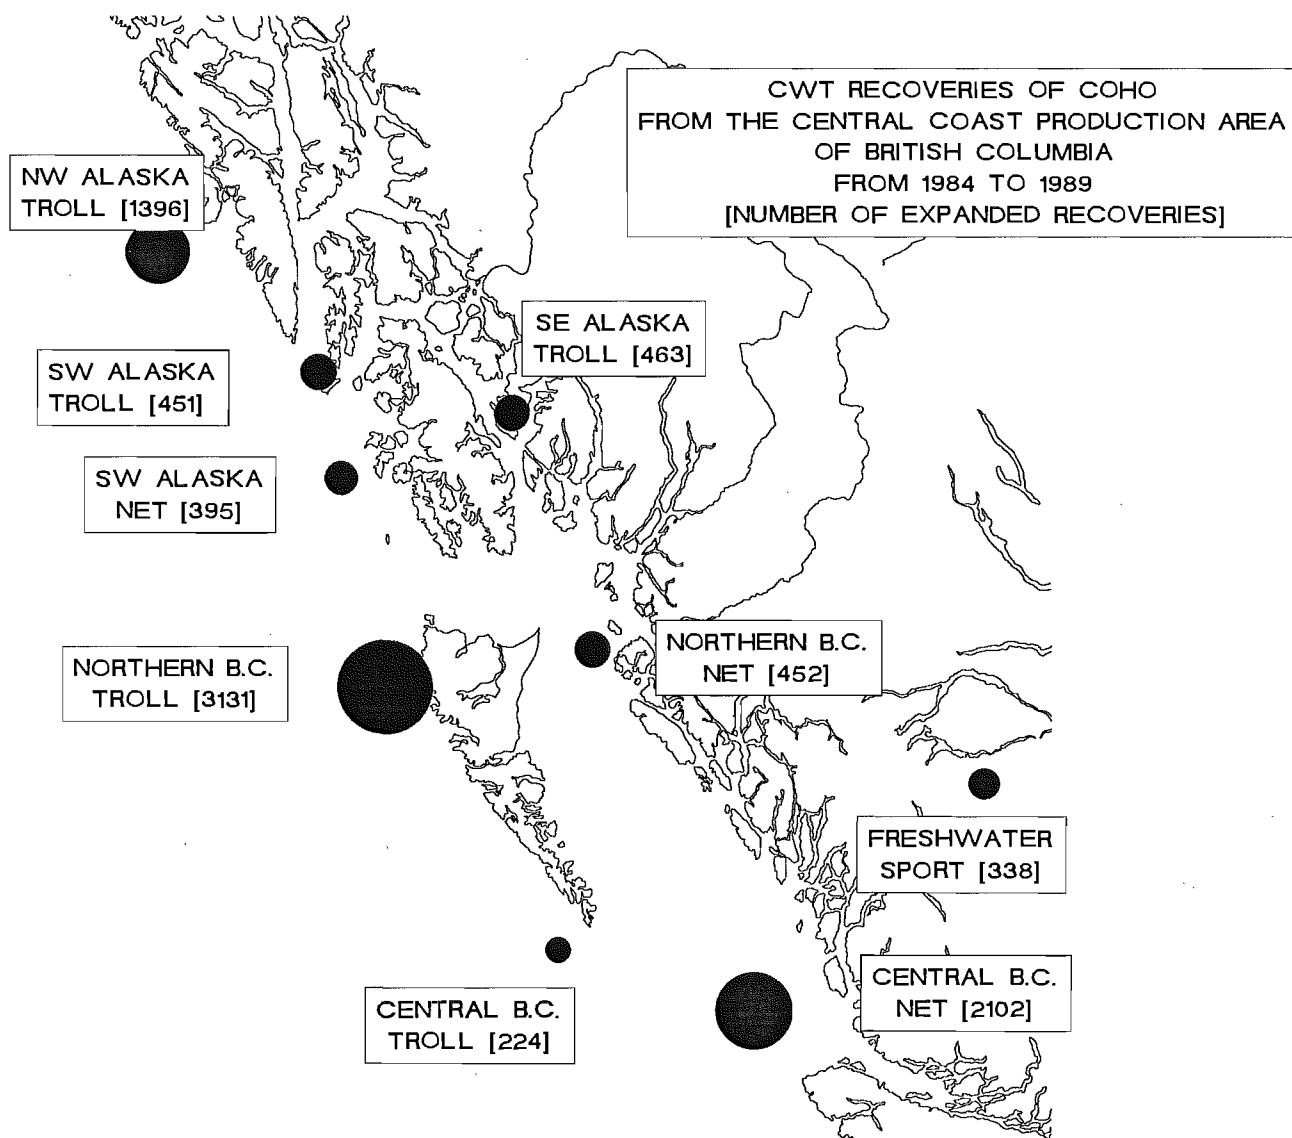 CWT RECOVERIES OF COHO
FROM THE CENTRAL COAST PRODUCTION AREA
OF BRITISH COLUMBIA
FROM 1984 TO 1989
[NUMBER OF EXPANDED RECOVERIES]
NW ALASKA
TROLL [1396]
SE ALASKA
TROLL [463]
SW ALASKA
TROLL [451]
SW ALASKA
NET [395]
NORTHERN B.C.
TROLL [3131]
NORTHERN B.C.
NET [452]
FRESHWATER
SPORT [338]
CENTRAL B.C.
NET [2102]
CENTRAL B.C.
TROLL [224]